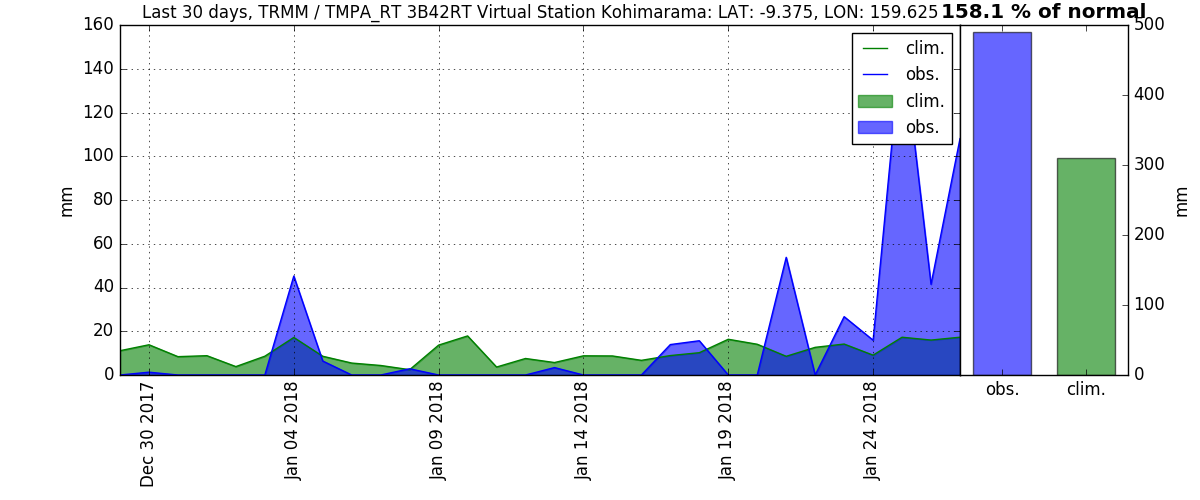 Last 30 days, TRMM / TMPA_RT 3B42RT Virtual Station Kohimarama: LAT: -9.375, LON: 159.625 158.1 % of normal
160
140
120
100
80
60
40
20
0
mm
clim.
obs.
clim.
obs.
Dec 30 2017
Jan 04 2018
Jan 09 2018
Jan 14 2018
Jan 19 2018
Jan 24 2018
500
400
300
200
100
0
mm
obs.
clim.